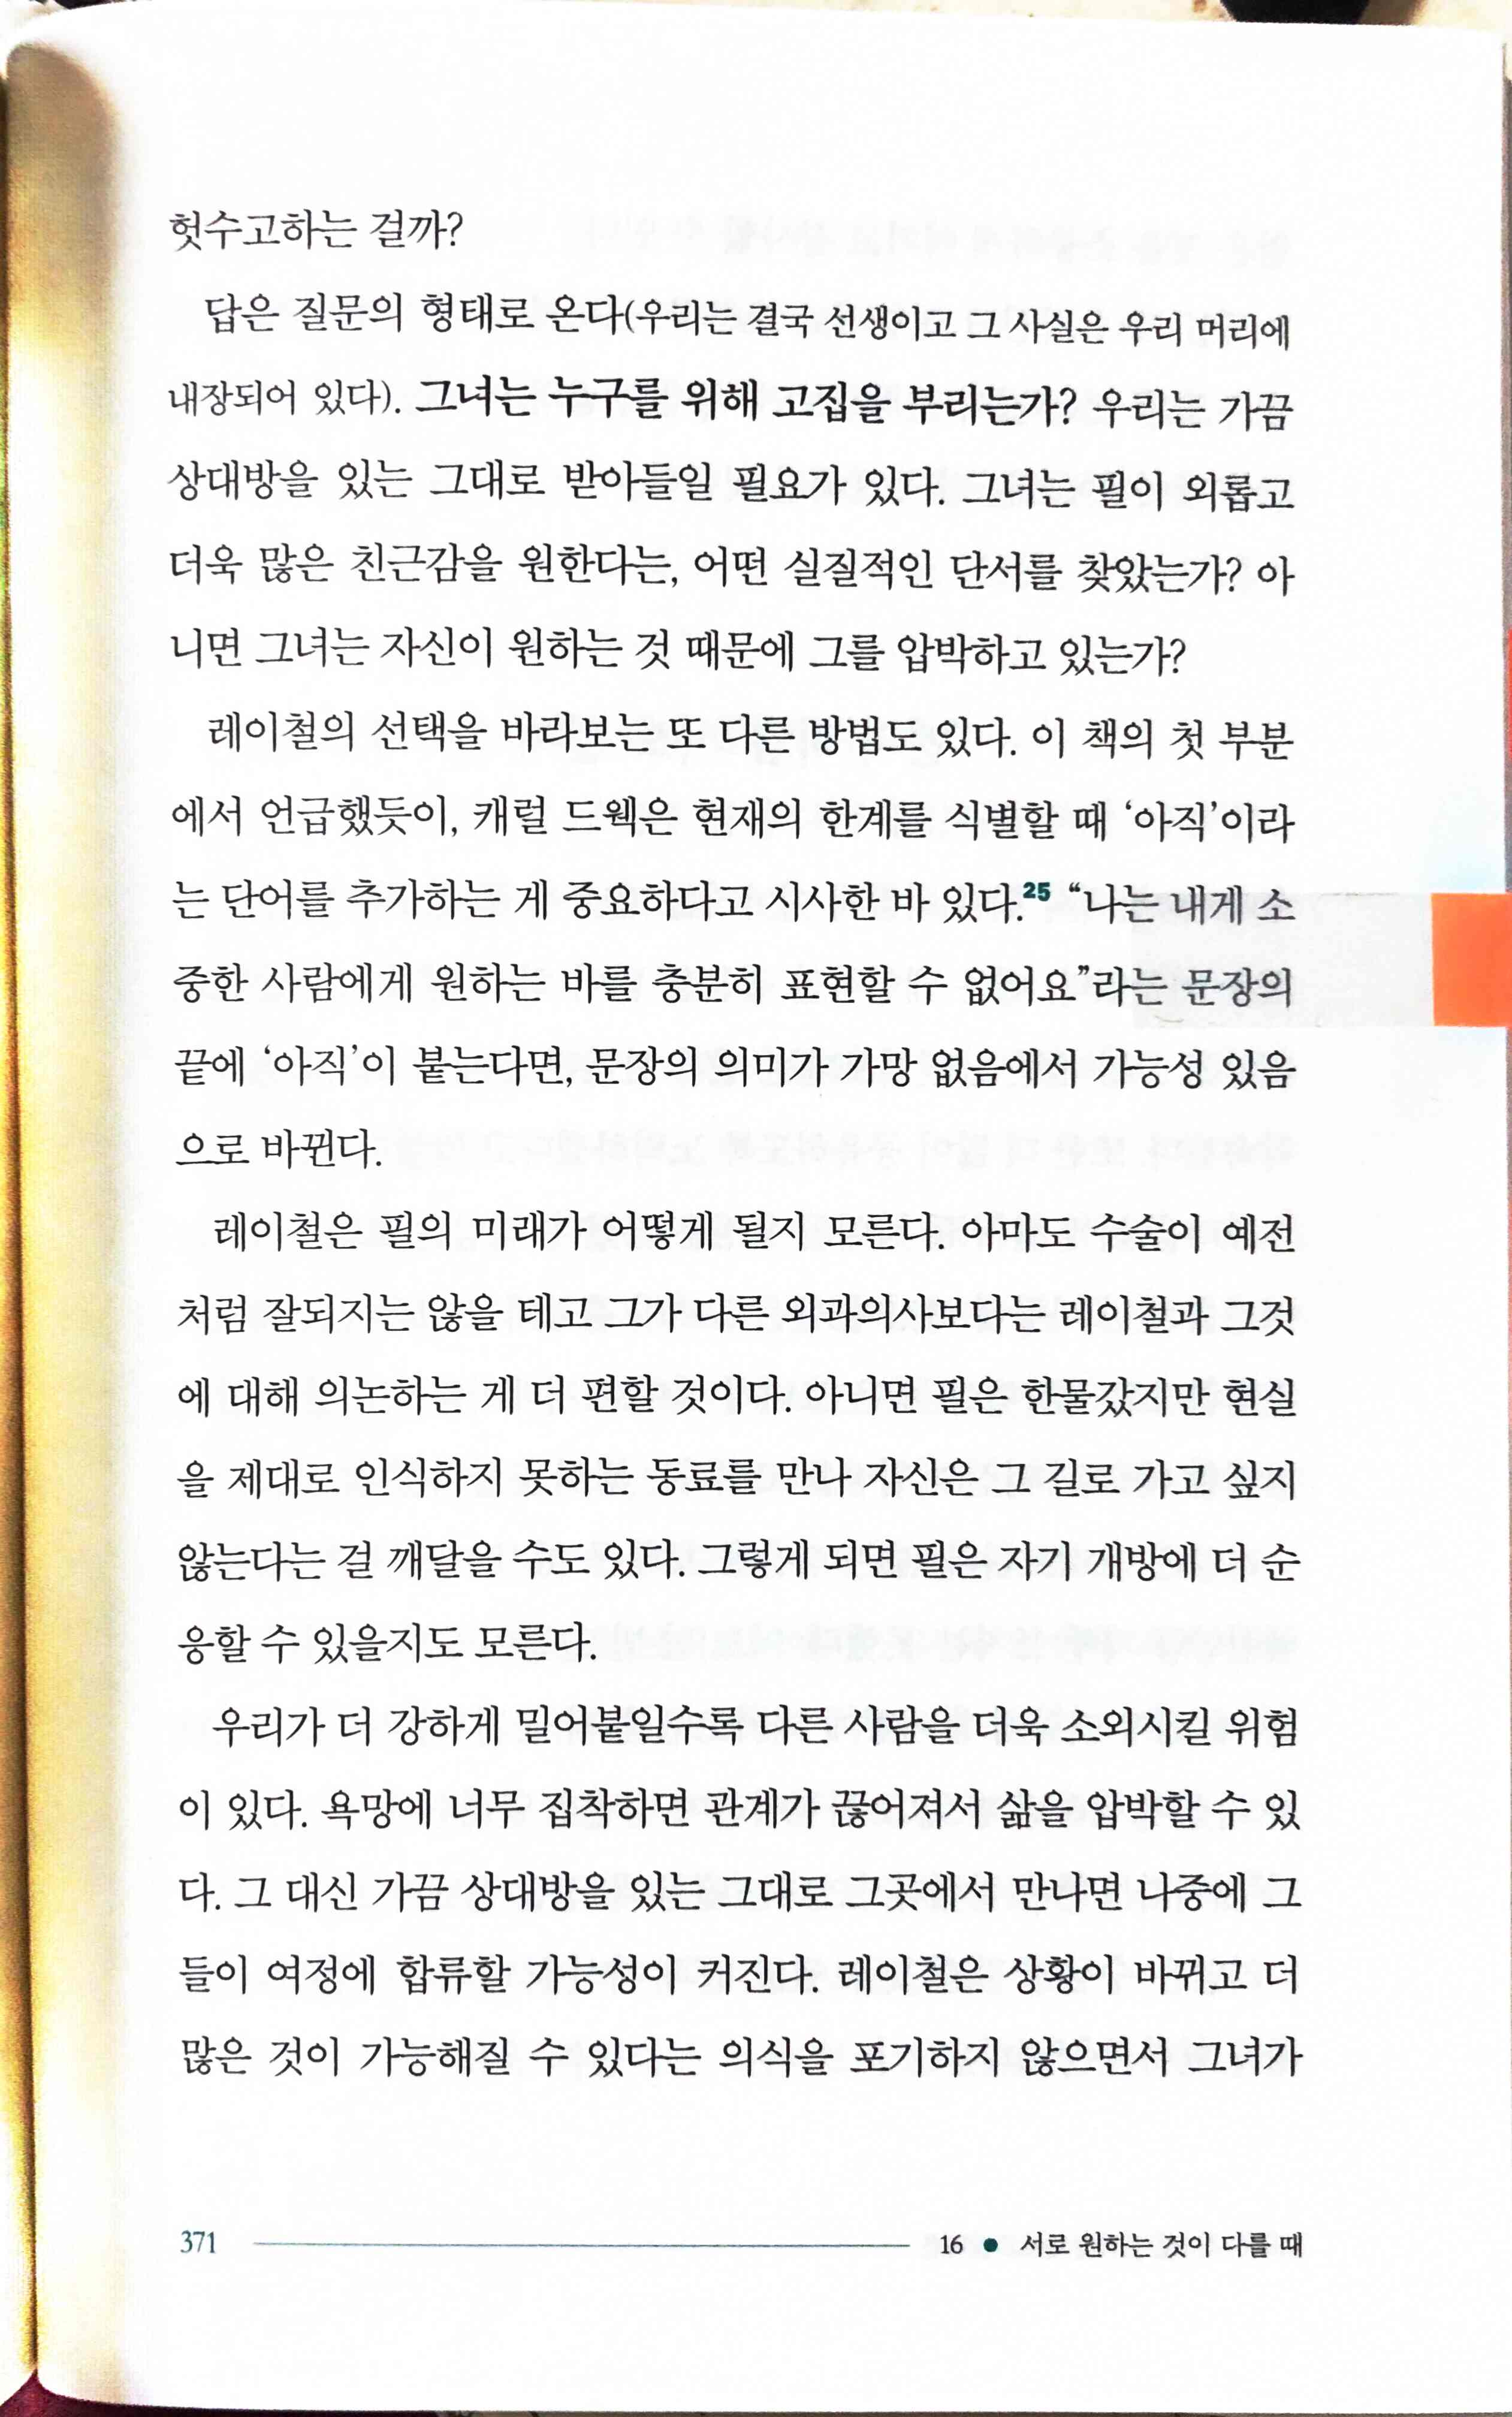 헛수고하는 걸까?
답은 질문의 형태로 온다(우리는 결국 선생이고 그 사실은 우리 머리에
내장되어 있다). 그녀는 누구를 위해 고집을 부리는가? 우리는 가끔
상대방을 있는 그대로 받아들일 필요가 있다. 그녀는 필이 외롭고
더욱 많은 친근감을 원한다는, 어떤 실질적인 단서를 찾았는가? 아
니면 그녀는 자신이 원하는 것 때문에 그를 압박하고 있는가?
레이철의 선택을 바라보는 또 다른 방법도 있다. 이 책의 첫 부분
에서 언급했듯이, 캐럴 드웩은 현재의 한계를 식별할 때 ‘아직’이라
는 단어를 추가하는 게 중요하다고 시사한 바 있다.25 “나는 내게 소
중한 사람에게 원하는 바를 충분히 표현할 수 없어요”라는 문장의
끝에 ‘아직’이 붙는다면, 문장의 의미가 가망 없음에서 가능성 있음
으로 바뀐다.
레이철은 필의 미래가 어떻게 될지 모른다. 아마도 수술이 예전
처럼 잘되지는 않을 테고 그가 다른 외과의사보다는 레이철과 그것
에 대해 의논하는 게 더 편할 것이다. 아니면 필은 한물갔지만 현실
을 제대로 인식하지 못하는 동료를 만나 자신은 그 길로 가고 싶지
않는다는 걸 깨달을 수도 있다. 그렇게 되면 필은 자기 개방에 더 순
응할 수 있을지도 모른다.
우리가 더 강하게 밀어붙일수록 다른 사람을 더욱 소외시킬 위험
이 있다. 욕망에 너무 집착하면 관계가 끊어져서 삶을 압박할 수 있
다. 그 대신 가끔 상대방을 있는 그대로 그곳에서 만나면 나중에 그
들이 여정에 합류할 가능성이 커진다. 레이철은 상황이 바뀌고 더
많은 것이 가능해질 수 있다는 의식을 포기하지 않으면서 그녀가
371 16 ● 서로 원하는 것이 다를 때